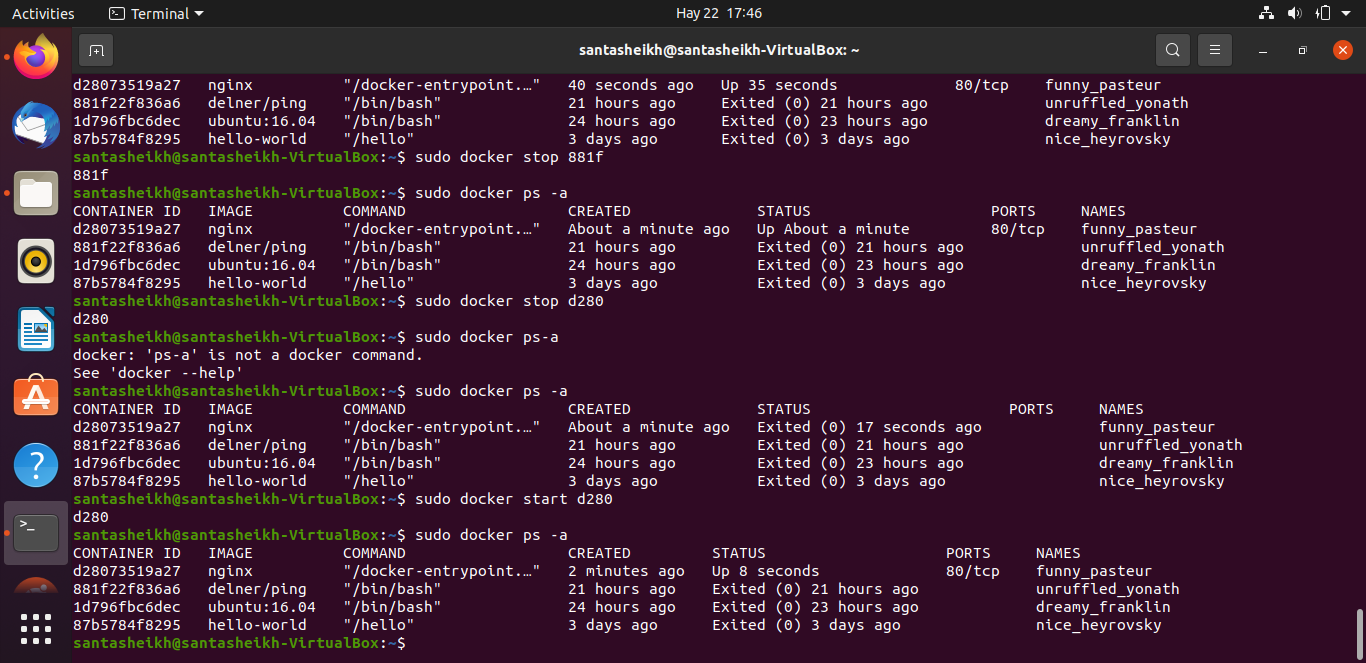 Activities Terminal Нау 22 17:46
santasheikh@santasheikh-VirtualBox: ~
d28073519a27 nginx "/docker-entrypoint.…" 40 seconds ago Up 35 seconds 80/tcp funny_pasteur
881f22f836a6 delner/ping "/bin/bash" 21 hours ago Exited (0) 21 hours ago unruffled_yonath
1d796fbc6dec ubuntu:16.04 "/bin/bash" 24 hours ago Exited (0) 23 hours ago dreamy_franklin
87b5784f8295 hello-world "/hello" 3 days ago Exited (0) 3 days ago nice_heyrovsky
santasheikh@santasheikh-VirtualBox:~$ sudo docker stop 881f
881f
santasheikh@santasheikh-VirtualBox:~$ sudo docker ps -a
CONTAINER ID IMAGE COMMAND CREATED STATUS PORTS NAMES
d28073519a27 nginx "/docker-entrypoint.…" About a minute ago Up About a minute 80/tcp funny_pasteur
881f22f836a6 delner/ping "/bin/bash" 21 hours ago Exited (0) 21 hours ago unruffled_yonath
1d796fbc6dec ubuntu:16.04 "/bin/bash" 24 hours ago Exited (0) 23 hours ago dreamy_franklin
87b5784f8295 hello-world "/hello" 3 days ago Exited (0) 3 days ago nice_heyrovsky
santasheikh@santasheikh-VirtualBox:~$ sudo docker stop d280
d280
santasheikh@santasheikh-VirtualBox:~$ sudo docker ps-a
docker: 'ps-a' is not a docker command.
See 'docker --help'
santasheikh@santasheikh-VirtualBox:~$ sudo docker ps -a
CONTAINER ID IMAGE COMMAND CREATED STATUS PORTS NAMES
d28073519a27 nginx "/docker-entrypoint.…" About a minute ago Exited (0) 17 seconds ago funny_pasteur
881f22f836a6 delner/ping "/bin/bash" 21 hours ago Exited (0) 21 hours ago unruffled_yonath
1d796fbc6dec ubuntu:16.04 "/bin/bash" 24 hours ago Exited (0) 23 hours ago dreamy_franklin
87b5784f8295 hello-world "/hello" 3 days ago Exited (0) 3 days ago nice_heyrovsky
santasheikh@santasheikh-VirtualBox:~$ sudo docker start d280
d280
santasheikh@santasheikh-VirtualBox:~$ sudo docker ps -a
CONTAINER ID IMAGE COMMAND CREATED STATUS PORTS NAMES
d28073519a27 nginx "/docker-entrypoint.…" 2 minutes ago Up 8 seconds 80/tcp funny_pasteur
881f22f836a6 delner/ping "/bin/bash" 21 hours ago Exited (0) 21 hours ago unruffled_yonath
1d796fbc6dec ubuntu:16.04 "/bin/bash" 24 hours ago Exited (0) 23 hours ago dreamy_franklin
87b5784f8295 hello-world "/hello" 3 days ago Exited (0) 3 days ago nice_heyrovsky
santasheikh@santasheikh-VirtualBox:~$